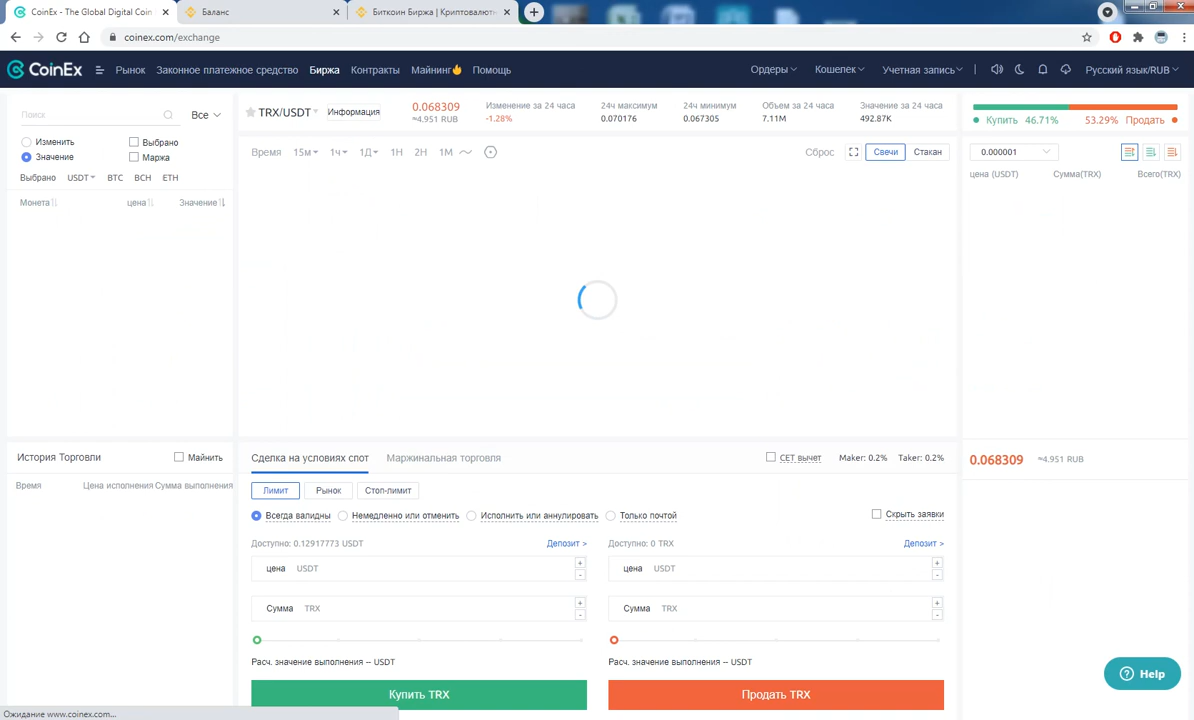 CoinEx - The Global Digital Coin
Баланс
Биткоин Биржа | Криптовалютн
coinex.com/exchange
CoinEx
Рынок
Законное платежное средство
Биржа
Контракты
Майнинг
Помощь
Ордеры
Кошелек
Учетная запись
Русский язык/RUB
Поиск
Все
Изменить
Выбрано
Значение
Маржа
Выбрано USDT BTC BCH ETH
Монета цена Значение
TRX/USDT
Информация
0.068309
≈4.951 RUB
Изменение за 24 часа
-1.28%
24ч максимум
0.070176
24ч минимум
0.067305
Объем за 24 часа
7.11M
Значение за 24 часа
492.87K
Купить 46.71%
53.29% Продать
Время 15м 1ч 1Д 1Н 2Н 1М
Сброс
Свечи
Стакан
0.000001
цена (USDT) Сумма(TRX) Всего(TRX)
0.068309 ≈4.951 RUB
История Торговли
Майнить
Время Цена исполнения Сумма выполнения
Сделка на условиях спот
Маржинальная торговля
СЕТ вычет
Maker: 0.2% Taker: 0.2%
Лимит
Рынок
Стоп-лимит
Всегда валидны
Немедленно или отменить
Исполнить или аннулировать
Только почтой
Скрыть заявки
Доступно: 0.12917773 USDT
Депозит >
цена USDT
+
-
Сумма TRX
+
-
Расч. значение выполнения -- USDT
Купить TRX
Доступно: 0 TRX
Депозит >
цена USDT
+
-
Сумма TRX
+
-
Расч. значение выполнения -- USDT
Продать TRX
Help
Ожидание www.coinex.com...